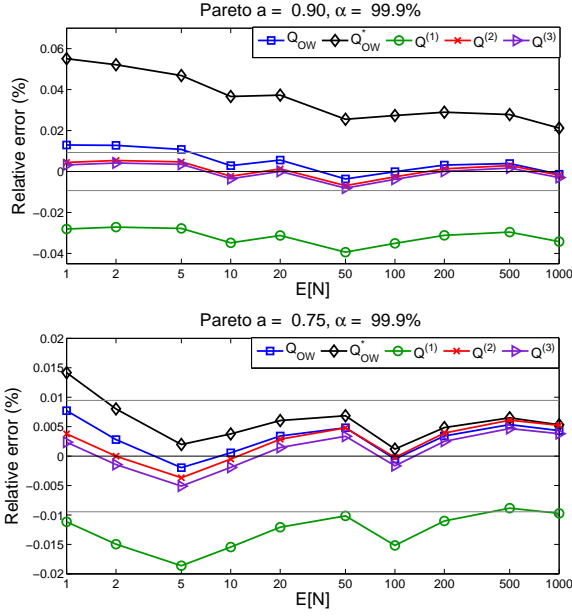 Pareto a = 0.90, α = 99.9%
Q_OW Q*_OW Q^(1) Q^(2) Q^(3)
Relative error (%)
0.06
0.04
0.02
0
−0.02
−0.04
1 2 5 10 20 50 100 200 500 1000
E[N]
Pareto a = 0.75, α = 99.9%
Q_OW Q*_OW Q^(1) Q^(2) Q^(3)
Relative error (%)
0.02
0.015
0.01
0.005
0
−0.005
−0.01
−0.015
−0.02
1 2 5 10 20 50 100 200 500 1000
E[N]